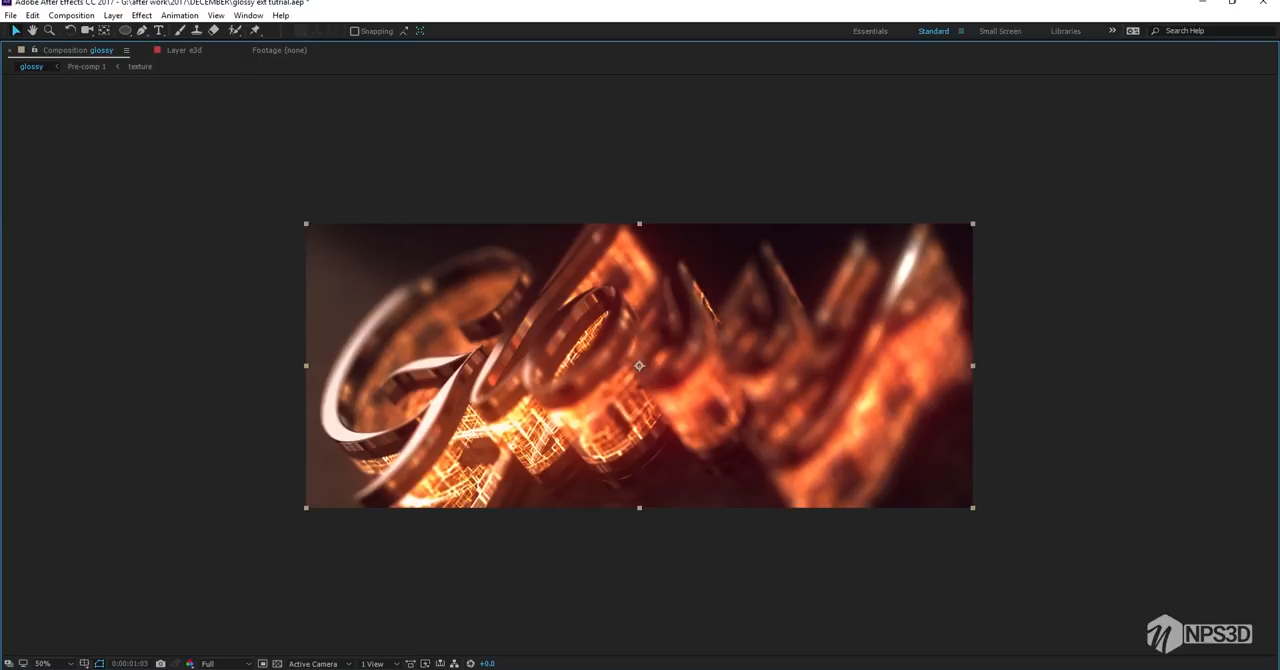 Adobe After Effects CC 2017 - G:\after work\2017\DECEMBER\glossy ext tutrial.aep *
File Edit Composition Layer Effect Animation View Window Help
Snapping Essentials Standard Small Screen Libraries Search Help
Composition glossy Layer e3d Footage (none)
glossy Pre-comp 1 texture
NPS3D
50% 0:00:01:03 Full Active Camera 1 View +0.0